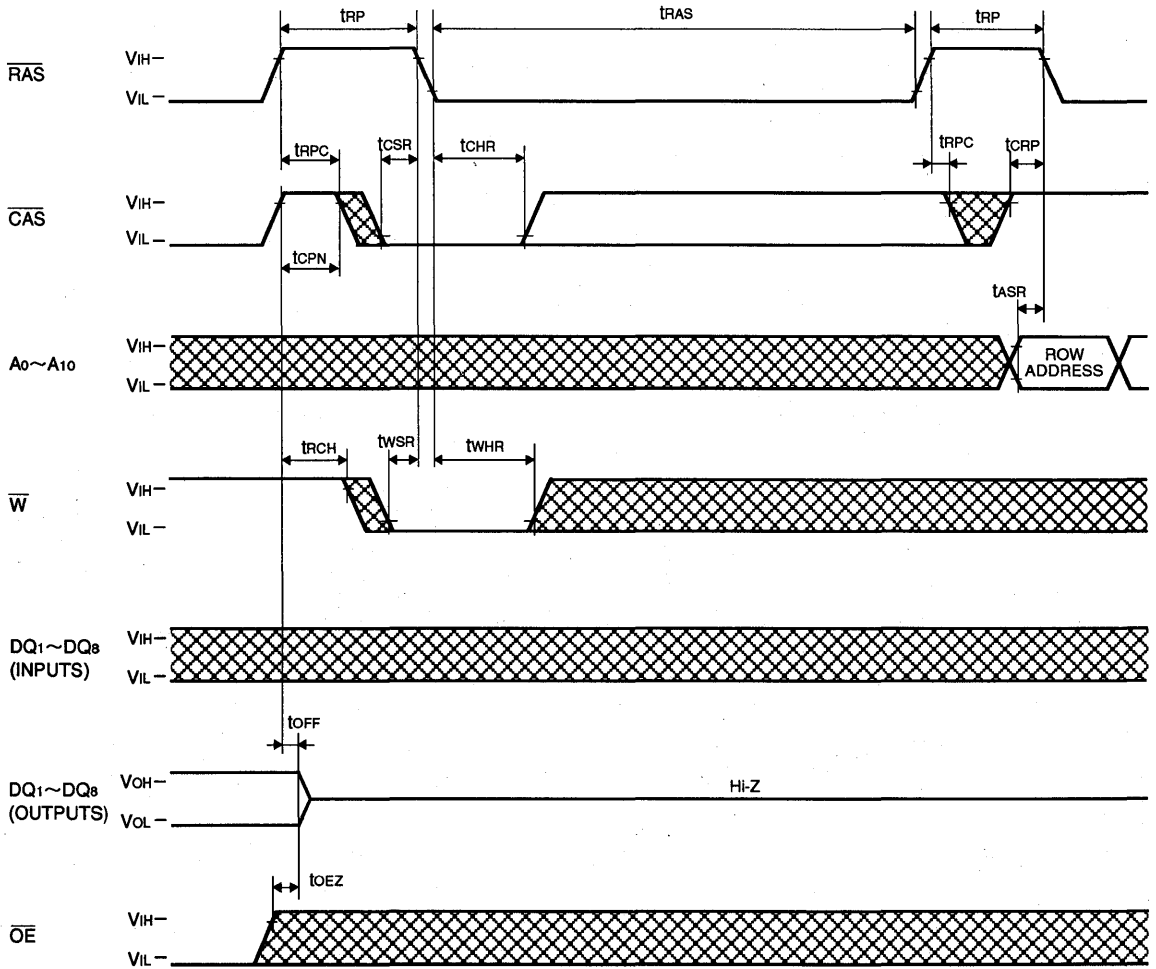 tRP tRAS tRP
RAS
VIH
VIL
tRPC tCSR tCHR tRPC tCRP
CAS
VIH
VIL
tCPN
tASR
A0~A10
VIH
VIL
ROW
ADDRESS
tRCH tWSR tWHR
W
VIH
VIL
DQ1~DQ8
(INPUTS)
VIH
VIL
tOFF
DQ1~DQ8
(OUTPUTS)
VOH
VOL
Hi-Z
tOEZ
OE
VIH
VIL